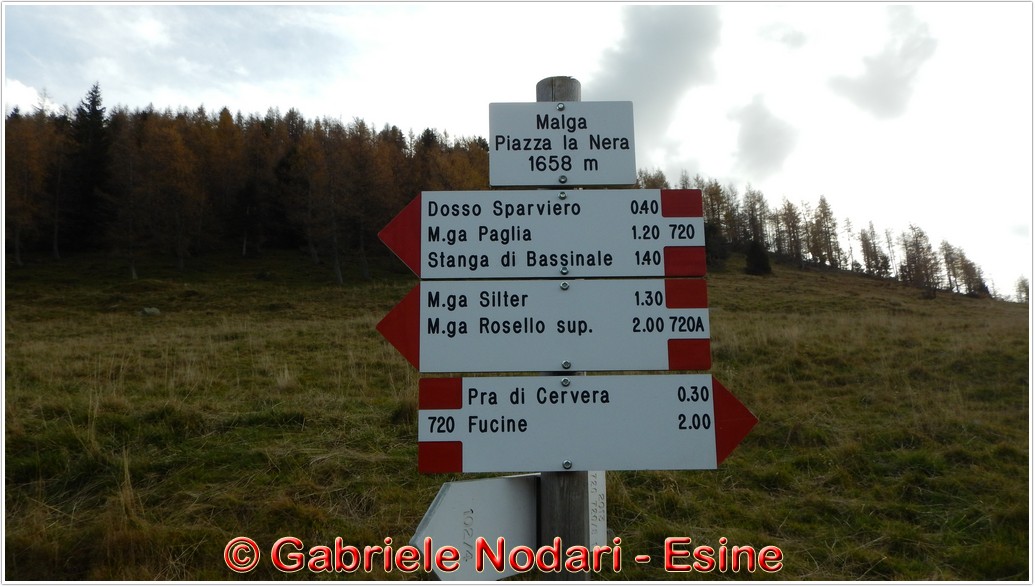 Malga
Piazza la Nera
1658 m
Dosso Sparviero 0.40
M.ga Paglia 1.20 720
Stanga di Bassinale 1.40
M.ga Silter 1.30
M.ga Rosello sup. 2.00 720A
Pra di Cervera 0.30
720 Fucine 2.00
© Gabriele Nodari - Esine